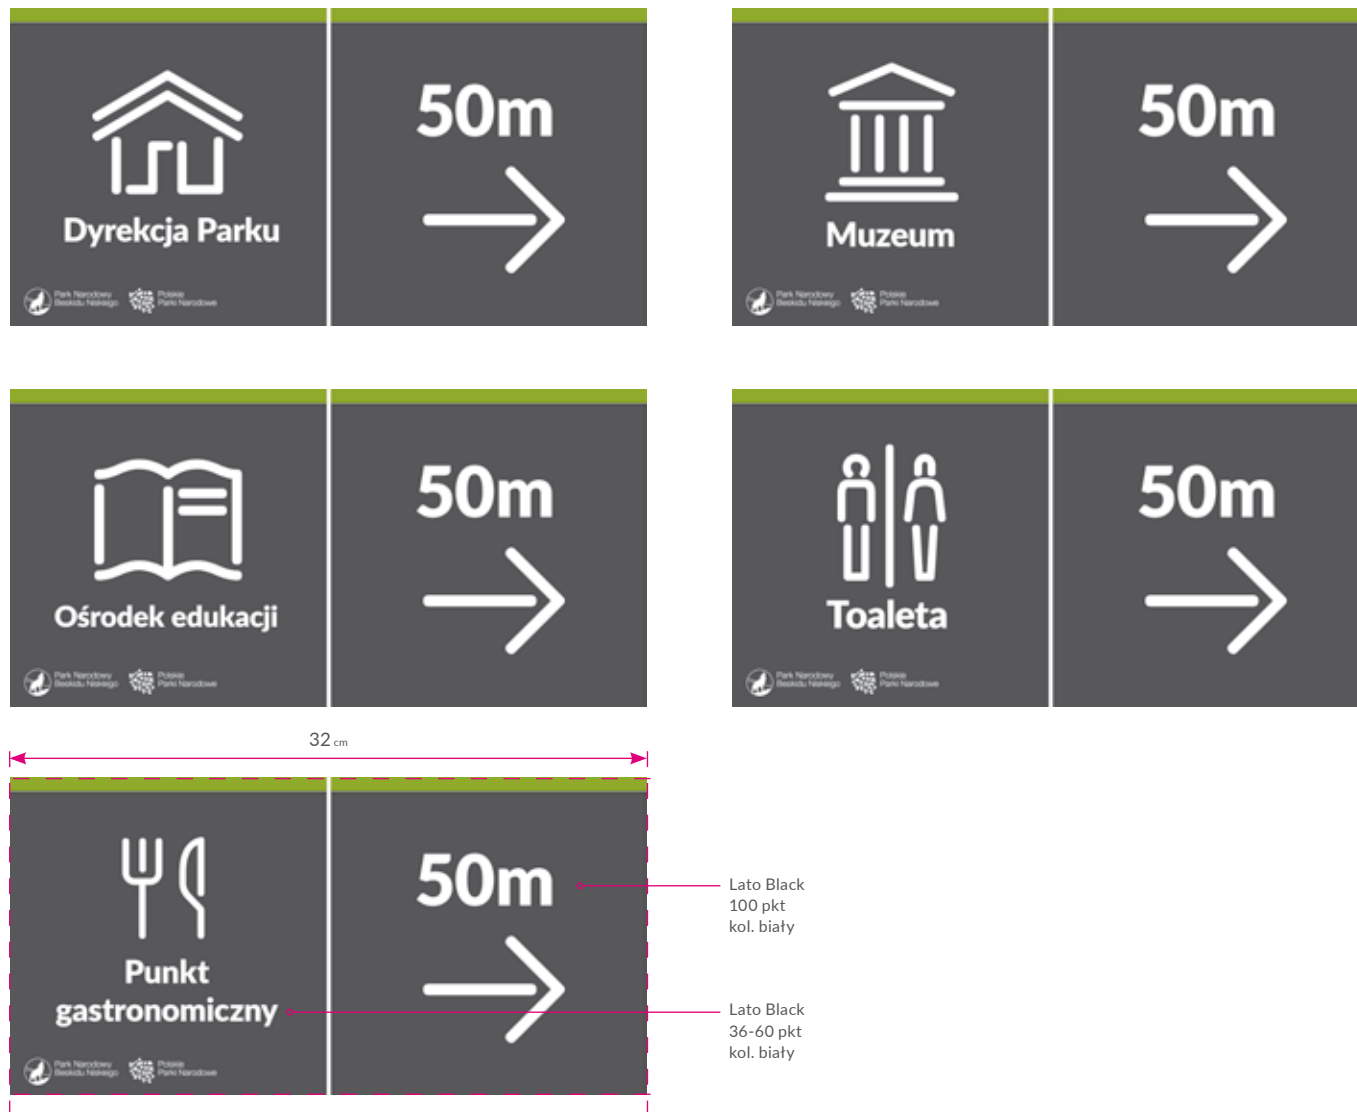 50m
Dyrekcja Parku
Park Narodowy
Beskidu Niskiego
Polskie
Parki Narodowe
50m
Muzeum
Park Narodowy
Beskidu Niskiego
Polskie
Parki Narodowe
50m
Ośrodek edukacji
Park Narodowy
Beskidu Niskiego
Polskie
Parki Narodowe
50m
Toaleta
Park Narodowy
Beskidu Niskiego
Polskie
Parki Narodowe
32 cm
50m
Punkt
gastronomiczny
Park Narodowy
Beskidu Niskiego
Polskie
Parki Narodowe
Lato Black
100 pkt
kol. biały
Lato Black
36-60 pkt
kol. biały